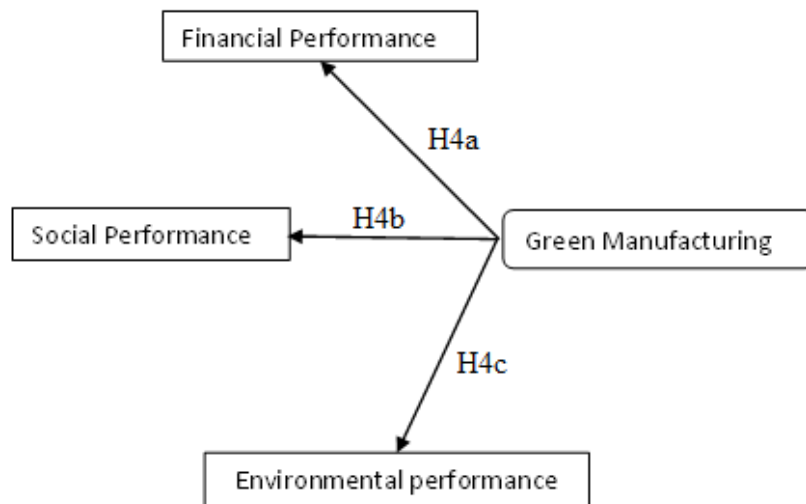 Financial Performance
H4a
Social Performance
H4b
Green Manufacturing
H4c
Environmental performance